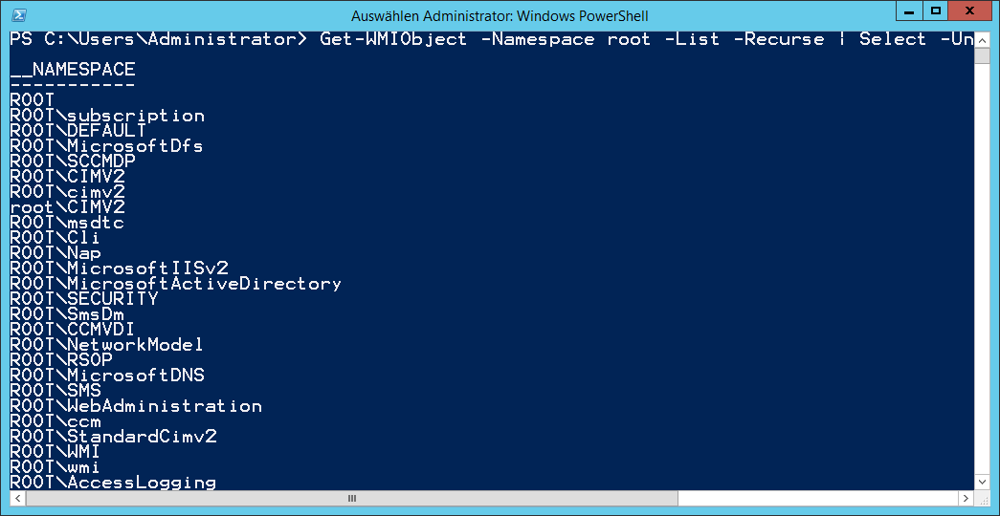 Auswählen Administrator: Windows PowerShell
PS C:\Users\Administrator> Get-WMIObject -Namespace root -List -Recurse | Select -Un
__NAMESPACE
-----------
ROOT
ROOT\subscription
ROOT\DEFAULT
ROOT\MicrosoftDfs
ROOT\SCCMDP
ROOT\CIMV2
ROOT\cimv2
root\CIMV2
ROOT\msdtc
ROOT\Cli
ROOT\Nap
ROOT\MicrosoftIISv2
ROOT\MicrosoftActiveDirectory
ROOT\SECURITY
ROOT\SmsDm
ROOT\CCMVDI
ROOT\NetworkModel
ROOT\RSOP
ROOT\MicrosoftDNS
ROOT\SMS
ROOT\WebAdministration
ROOT\ccm
ROOT\StandardCimv2
ROOT\WMI
ROOT\wmi
ROOT\AccessLogging